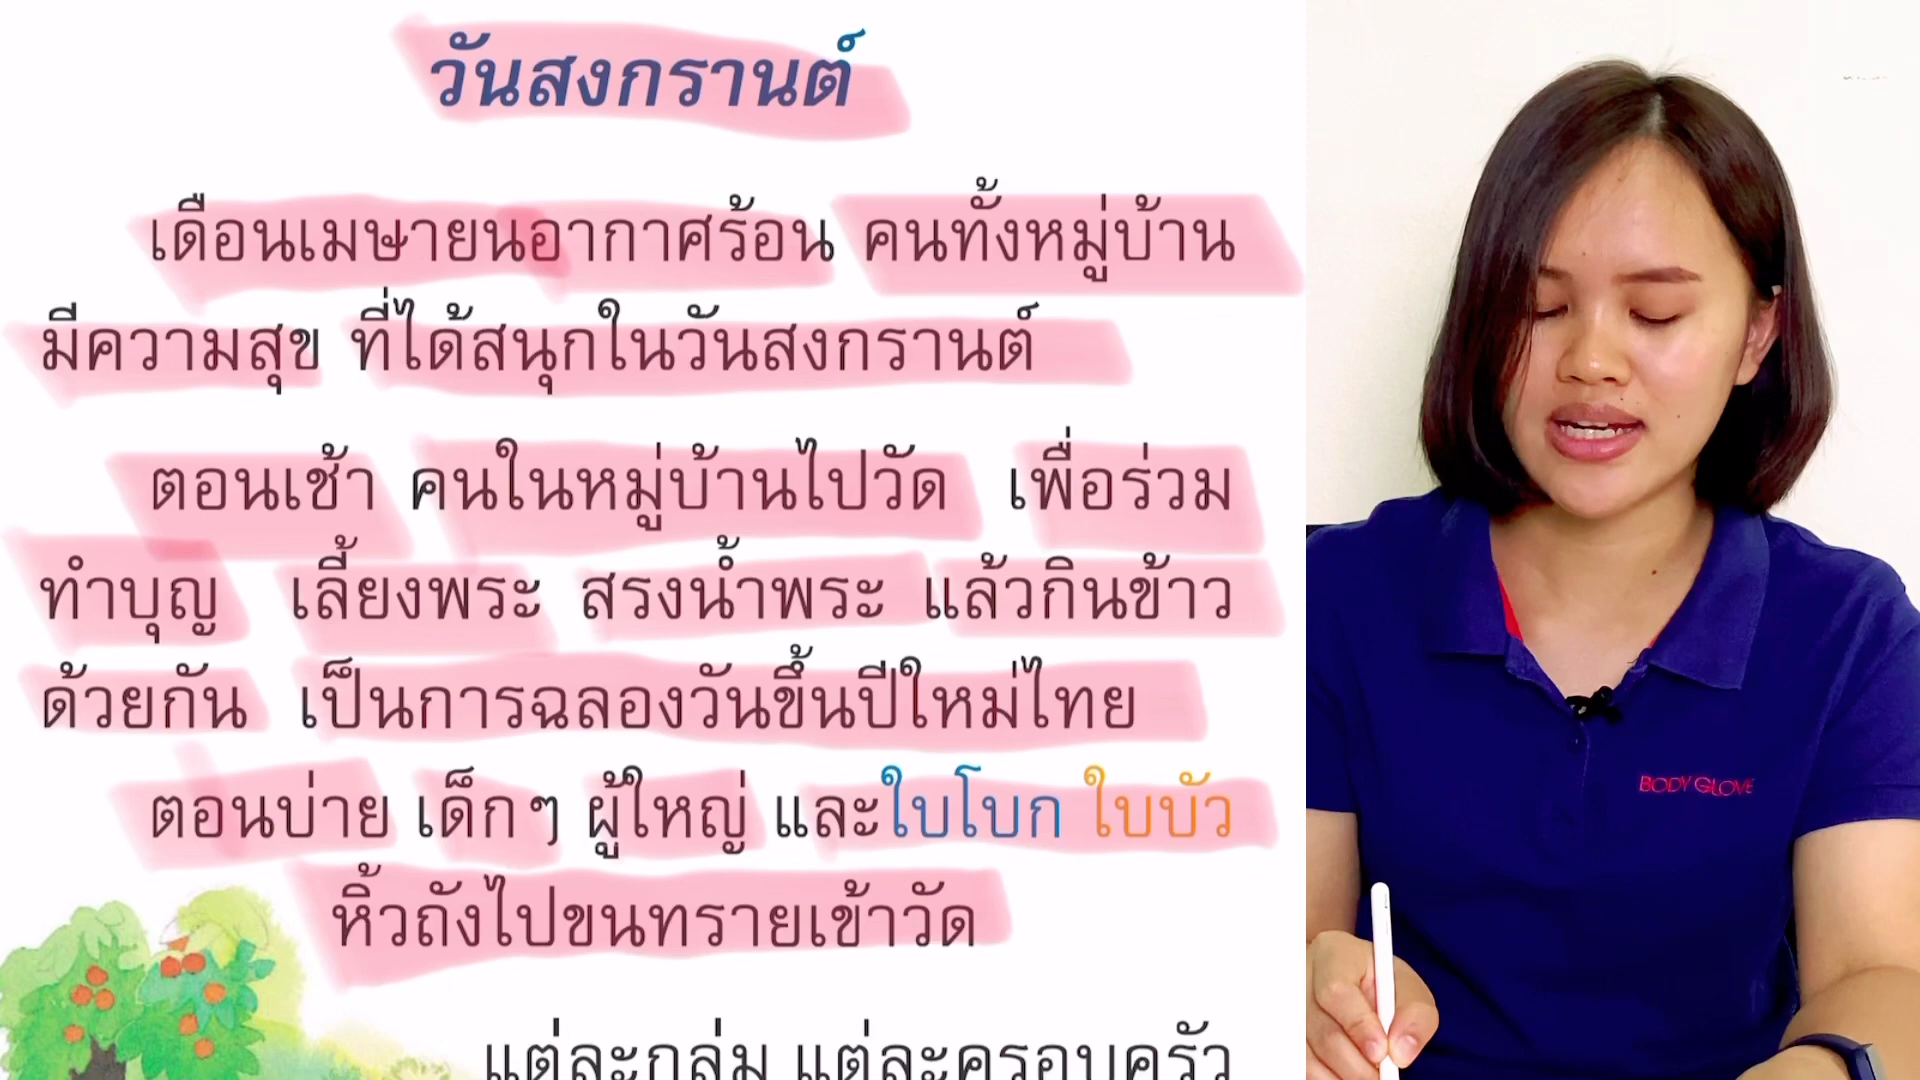 วันสงกรานต์
เดือนเมษายนอากาศร้อน คนทั้งหมู่บ้าน
มีความสุข ที่ได้สนุกในวันสงกรานต์
ตอนเช้า คนในหมู่บ้านไปวัด เพื่อร่วม
ทำบุญ เลี้ยงพระ สรงน้ำพระ แล้วกินข้าว
ด้วยกัน เป็นการฉลองวันขึ้นปีใหม่ไทย
ตอนบ่าย เด็กๆ ผู้ใหญ่ และใบโบก ใบบัว
หิ้วถังไปขนทรายเข้าวัด
แต่ละกลุ่ม แต่ละครอบครัว
BODY GLOVE